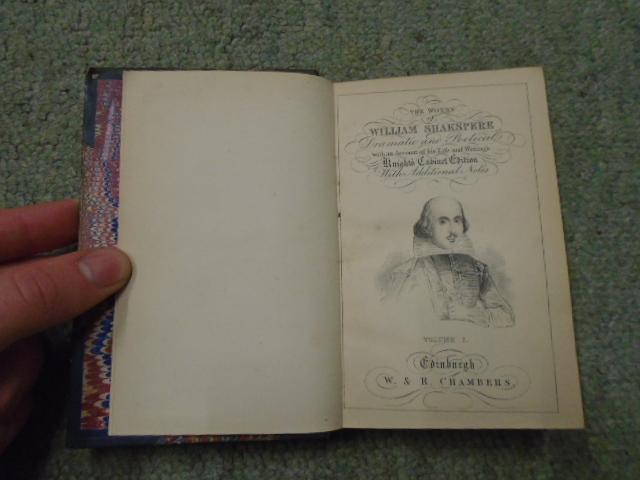 THE WORKS
of
WILLIAM SHAKSPERE
Dramatic and Poetical
with an Account of his Life and Writings
Knight's Cabinet Edition
With Additional Notes
VOLUME I.
Edinburgh
W. & R. CHAMBERS.